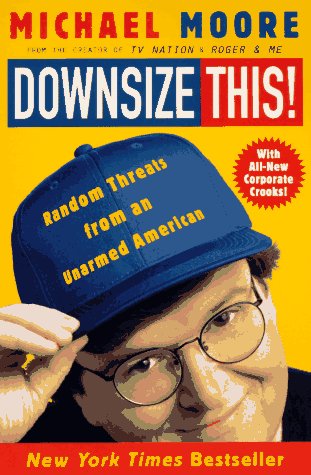 MICHAEL MOORE
FROM THE CREATOR OF TV NATION & ROGER & ME
DOWNSIZE THIS!
With
All-New
Corporate
Crooks!
Random Threats
from an
Unarmed American
New York Times Bestseller